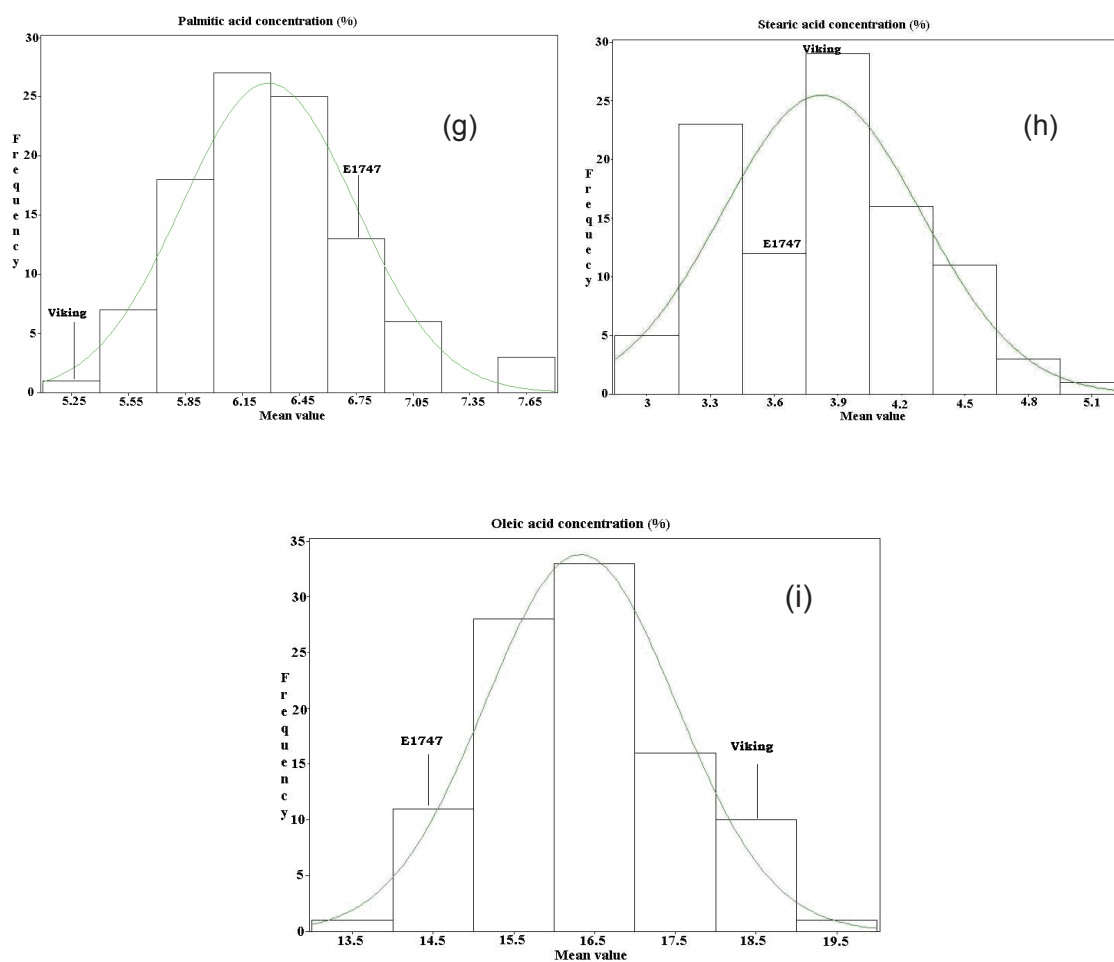 Palmitic acid concentration (%)
30
25
20
15
10
5
0
Frequency
(g)
E1747
Viking
5.25 5.55 5.85 6.15 6.45 6.75 7.05 7.35 7.65
Mean value
Stearic acid concentration (%)
30
25
20
15
10
5
0
Frequecy
Viking
(h)
E1747
3 3.3 3.6 3.9 4.2 4.5 4.8 5.1
Mean value
Oleic acid concentration (%)
35
30
25
20
15
10
5
0
Frequency
(i)
E1747
Viking
13.5 14.5 15.5 16.5 17.5 18.5 19.5
Mean value